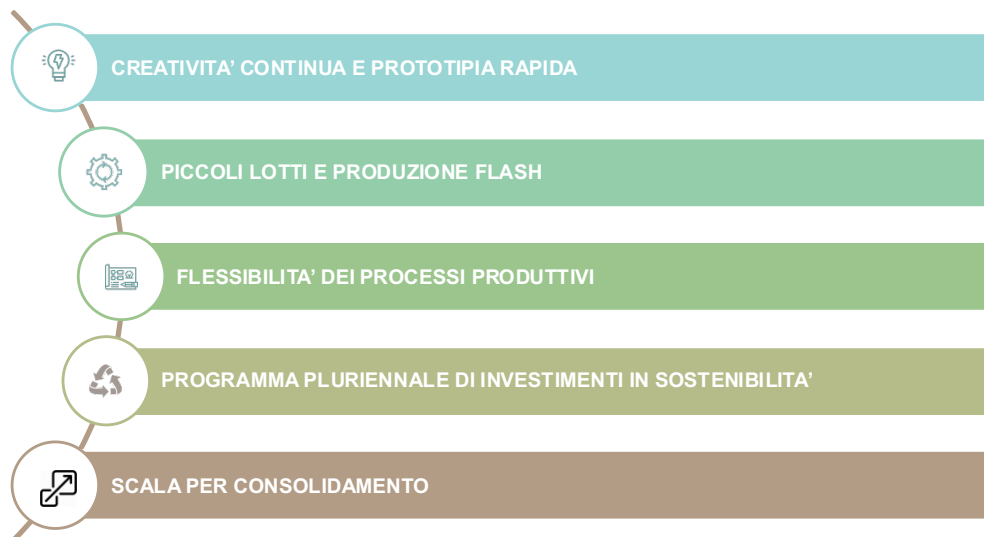 CREATIVITA’ CONTINUA E PROTOTIPIA RAPIDA
PICCOLI LOTTI E PRODUZIONE FLASH
FLESSIBILITA’ DEI PROCESSI PRODUTTIVI
PROGRAMMA PLURIENNALE DI INVESTIMENTI IN SOSTENIBILITA’
SCALA PER CONSOLIDAMENTO